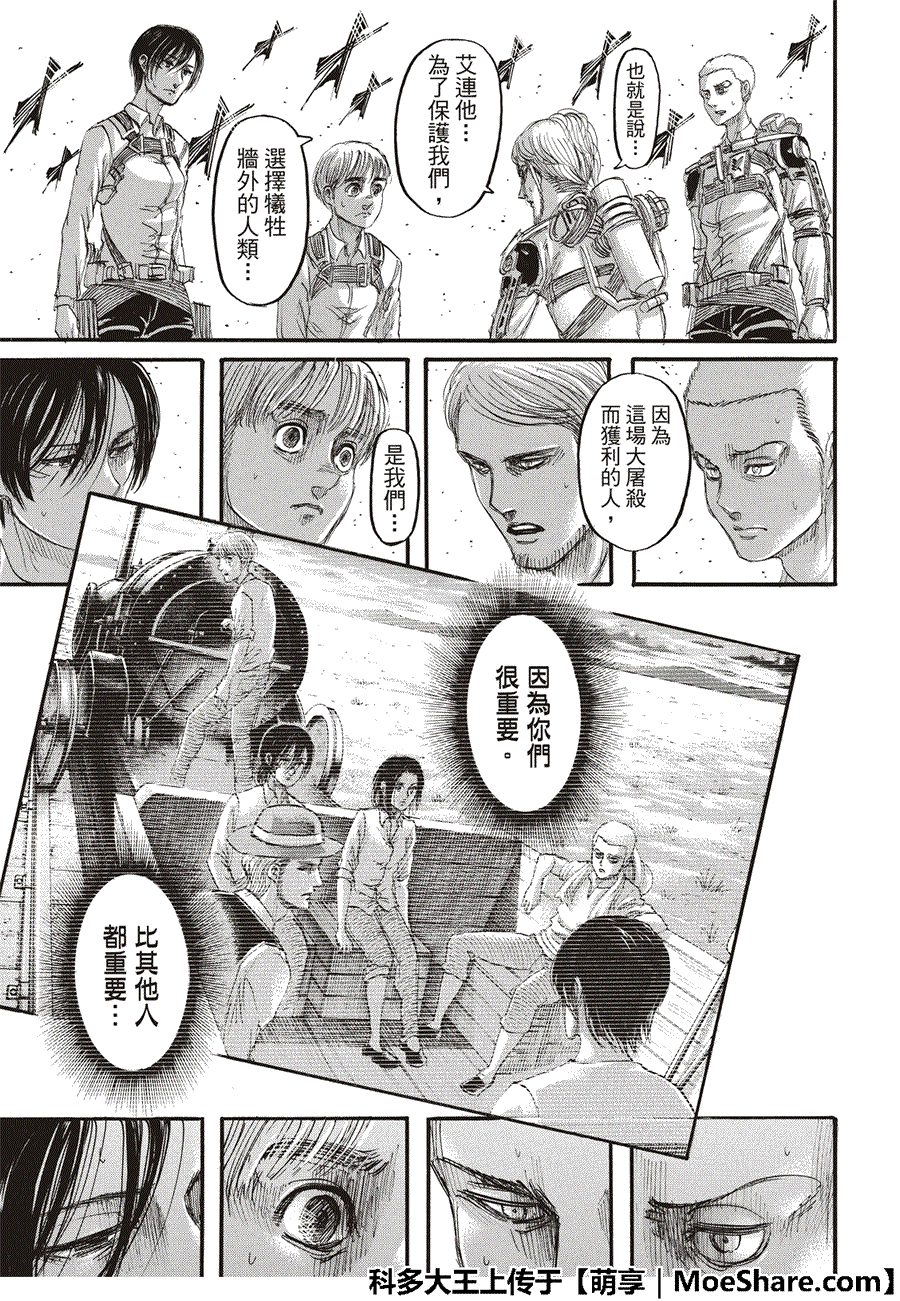 也就是說…
艾連他…
為了保護我們，
選擇犧牲
牆外的人類…
因為
這場大屠殺
而獲利的人，
是我們…
因為你們
很重要。
比其他人
都重要…
科多大王上传于【萌享｜MoeShare.com】